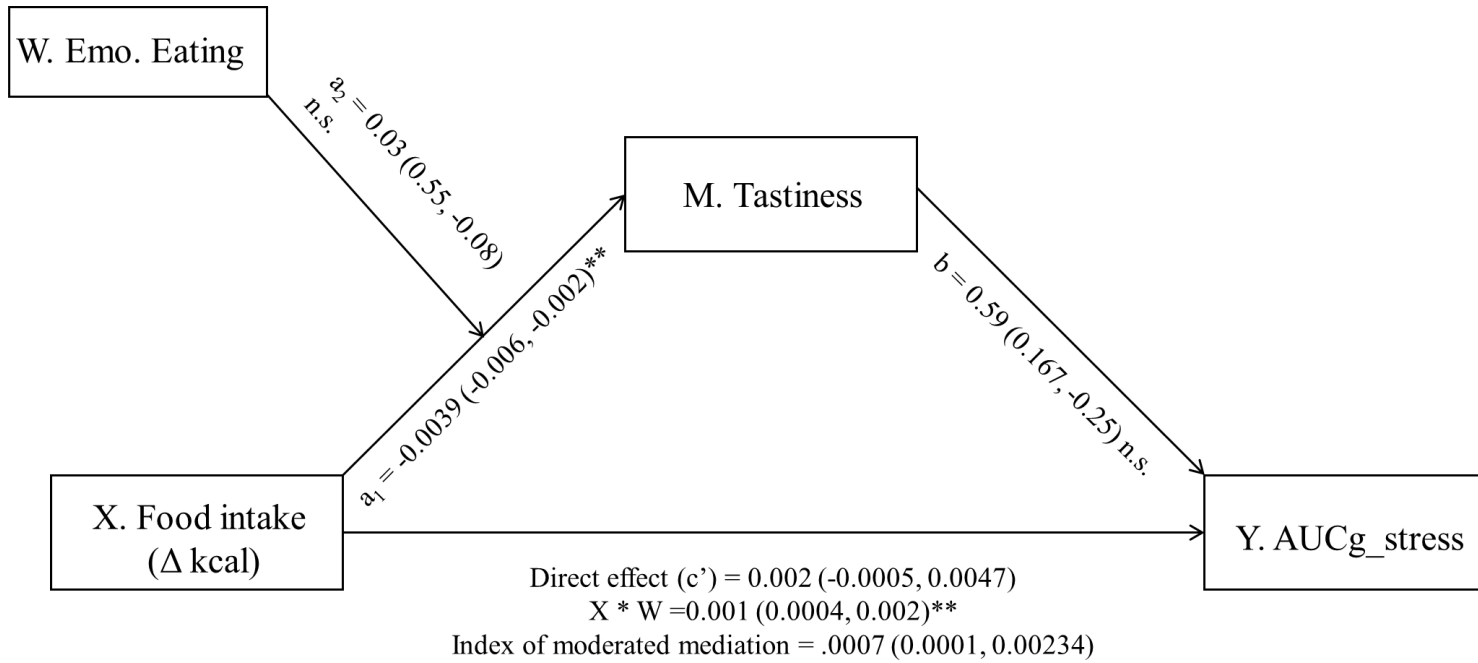 W. Emo. Eating
a₂ = 0.03 (0.55, -0.08)
n.s.
M. Tastiness
a₁ = -0.0039 (-0.006, -0.002)**
b = 0.59 (0.167, -0.25) n.s.
X. Food intake
(Δ kcal)
Y. AUCg_stress
Direct effect (c’) = 0.002 (-0.0005, 0.0047)
X * W =0.001 (0.0004, 0.002)**
Index of moderated mediation = .0007 (0.0001, 0.00234)